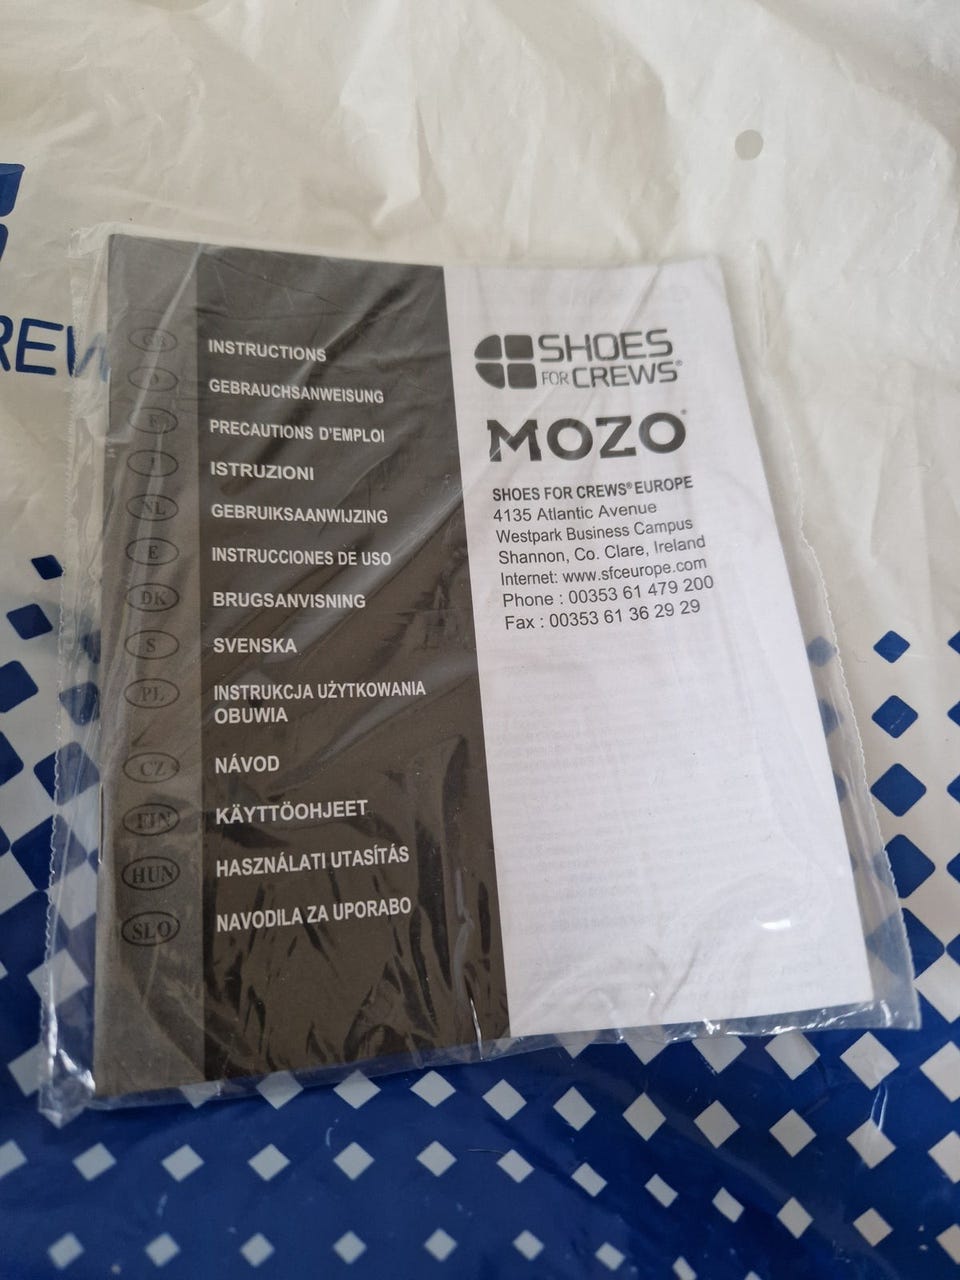 REW
GB
INSTRUCTIONS
D
GEBRAUCHSANWEISUNG
F
PRECAUTIONS D'EMPLOI
I
ISTRUZIONI
NL
GEBRUIKSAANWIJZING
E
INSTRUCCIONES DE USO
DK
BRUGSANVISNING
S
SVENSKA
PL
INSTRUKCJA UŻYTKOWANIA
OBUWIA
CZ
NÁVOD
FIN
KÄYTTÖOHJEET
HUN
HASZNÁLATI UTASÍTÁS
SLO
NAVODILA ZA UPORABO
SHOES
FOR CREWS®
MOZO®
SHOES FOR CREWS® EUROPE
4135 Atlantic Avenue
Westpark Business Campus
Shannon, Co. Clare, Ireland
Internet: www.sfceurope.com
Phone : 00353 61 479 200
Fax : 00353 61 36 29 29